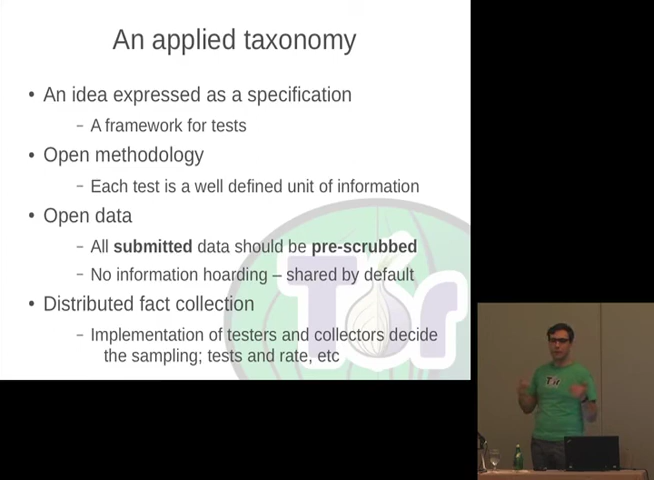 An applied taxonomy
• An idea expressed as a specification
– A framework for tests
• Open methodology
– Each test is a well defined unit of information
• Open data
– All submitted data should be pre-scrubbed
– No information hoarding – shared by default
• Distributed fact collection
– Implementation of testers and collectors decide
the sampling; tests and rate, etc
Tor
Tor